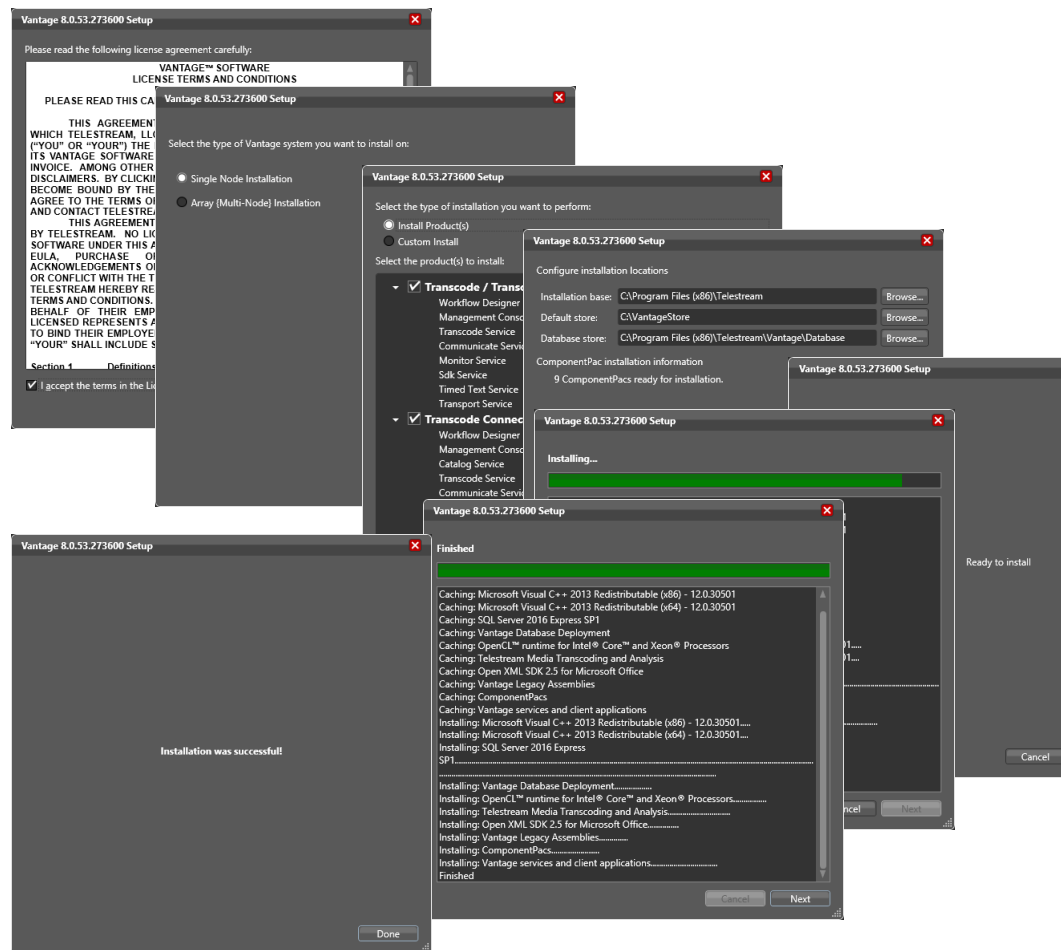 Vantage 8.0.53.273600 Setup
Please read the following license agreement carefully:
VANTAGE™ SOFTWARE
LICENSE TERMS AND CONDITIONS
PLEASE READ THIS CA
THIS AGREEMENT
WHICH TELESTREAM, LL
("YOU" OR "YOUR") THE
ITS VANTAGE SOFTWARE
INVOICE. AMONG OTHER
DISCLAIMERS. BY CLICKI
BECOME BOUND BY THE
AGREE TO THE TERMS O
AND CONTACT TELESTRE
THIS AGREEMENT
BY TELESTREAM. NO LI
SOFTWARE UNDER THIS A
EULA, PURCHASE O
ACKNOWLEDGEMENTS O
OR CONFLICT WITH THE T
TELESTREAM HEREBY RE
TERMS AND CONDITIONS.
BEHALF OF THEIR EMP
LICENSED REPRESENTS A
TO BIND THEIR EMPLOYE
"YOUR" SHALL INCLUDE S
Section 1 Definitions
I accept the terms in the Lic
Vantage 8.0.53.273600 Setup
Select the type of Vantage system you want to install on:
Single Node Installation
Array {Multi-Node} Installation
Vantage 8.0.53.273600 Setup
Select the type of installation you want to perform:
Install Product(s)
Custom Install
Select the product(s) to install:
Transcode / Transc
Workflow Designer
Management Consc
Transcode Service
Communicate Servic
Monitor Service
Sdk Service
Timed Text Service
Transport Service
Transcode Connec
Workflow Designer
Management Consc
Catalog Service
Transcode Service
Communicate Servic
Vantage 8.0.53.273600 Setup
Configure installation locations
Installation base: C:\Program Files (x86)\Telestream Browse...
Default store: C:\VantageStore Browse...
Database store: C:\Program Files (x86)\Telestream\Vantage\Database Browse...
ComponentPac installation information
9 ComponentPacs ready for installation.
Vantage 8.0.53.273600 Setup
Ready to install
Cancel
Vantage 8.0.53.273600 Setup
Installing...
ncel Next
Vantage 8.0.53.273600 Setup
Finished
Caching: Microsoft Visual C++ 2013 Redistributable (x86) - 12.0.30501
Caching: Microsoft Visual C++ 2013 Redistributable (x64) - 12.0.30501
Caching: SQL Server 2016 Express SP1
Caching: Vantage Database Deployment
Caching: OpenCL™ runtime for Intel® Core™ and Xeon® Processors
Caching: Telestream Media Transcoding and Analysis
Caching: Open XML SDK 2.5 for Microsoft Office
Caching: Vantage Legacy Assemblies
Caching: ComponentPacs
Caching: Vantage services and client applications
Installing: Microsoft Visual C++ 2013 Redistributable (x86) - 12.0.30501.....
Installing: Microsoft Visual C++ 2013 Redistributable (x64) - 12.0.30501....
Installing: SQL Server 2016 Express
SP1..........
Installing: Vantage Database Deployment..........
Installing: OpenCL™ runtime for Intel® Core™ and Xeon® Processors..........
Installing: Telestream Media Transcoding and Analysis..........
Installing: Open XML SDK 2.5 for Microsoft Office..........
Installing: Vantage Legacy Assemblies..........
Installing: ComponentPacs..........
Installing: Vantage services and client applications..........
Finished
Cancel Next
Vantage 8.0.53.273600 Setup
Installation was successful!
Done